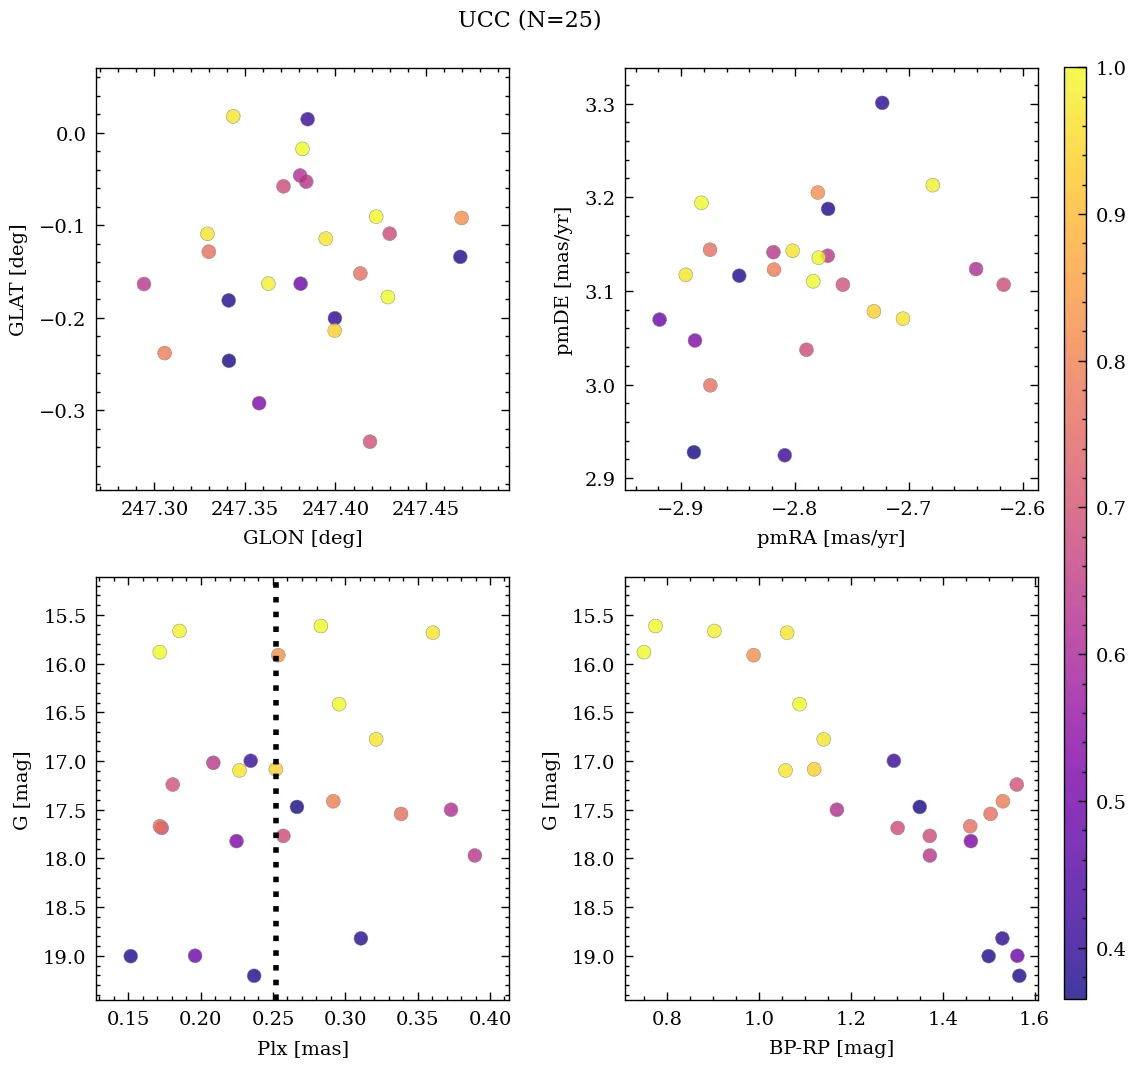 UCC (N=25)
0.0
−0.1
−0.2
−0.3
GLAT [deg]
247.30 247.35 247.40 247.45
GLON [deg]
3.3
3.2
3.1
3.0
2.9
pmDE [mas/yr]
−2.9 −2.8 −2.7 −2.6
pmRA [mas/yr]
15.5
16.0
16.5
17.0
17.5
18.0
18.5
19.0
G [mag]
0.15 0.20 0.25 0.30 0.35 0.40
Plx [mas]
15.5
16.0
16.5
17.0
17.5
18.0
18.5
19.0
G [mag]
0.8 1.0 1.2 1.4 1.6
BP-RP [mag]
1.0
0.9
0.8
0.7
0.6
0.5
0.4